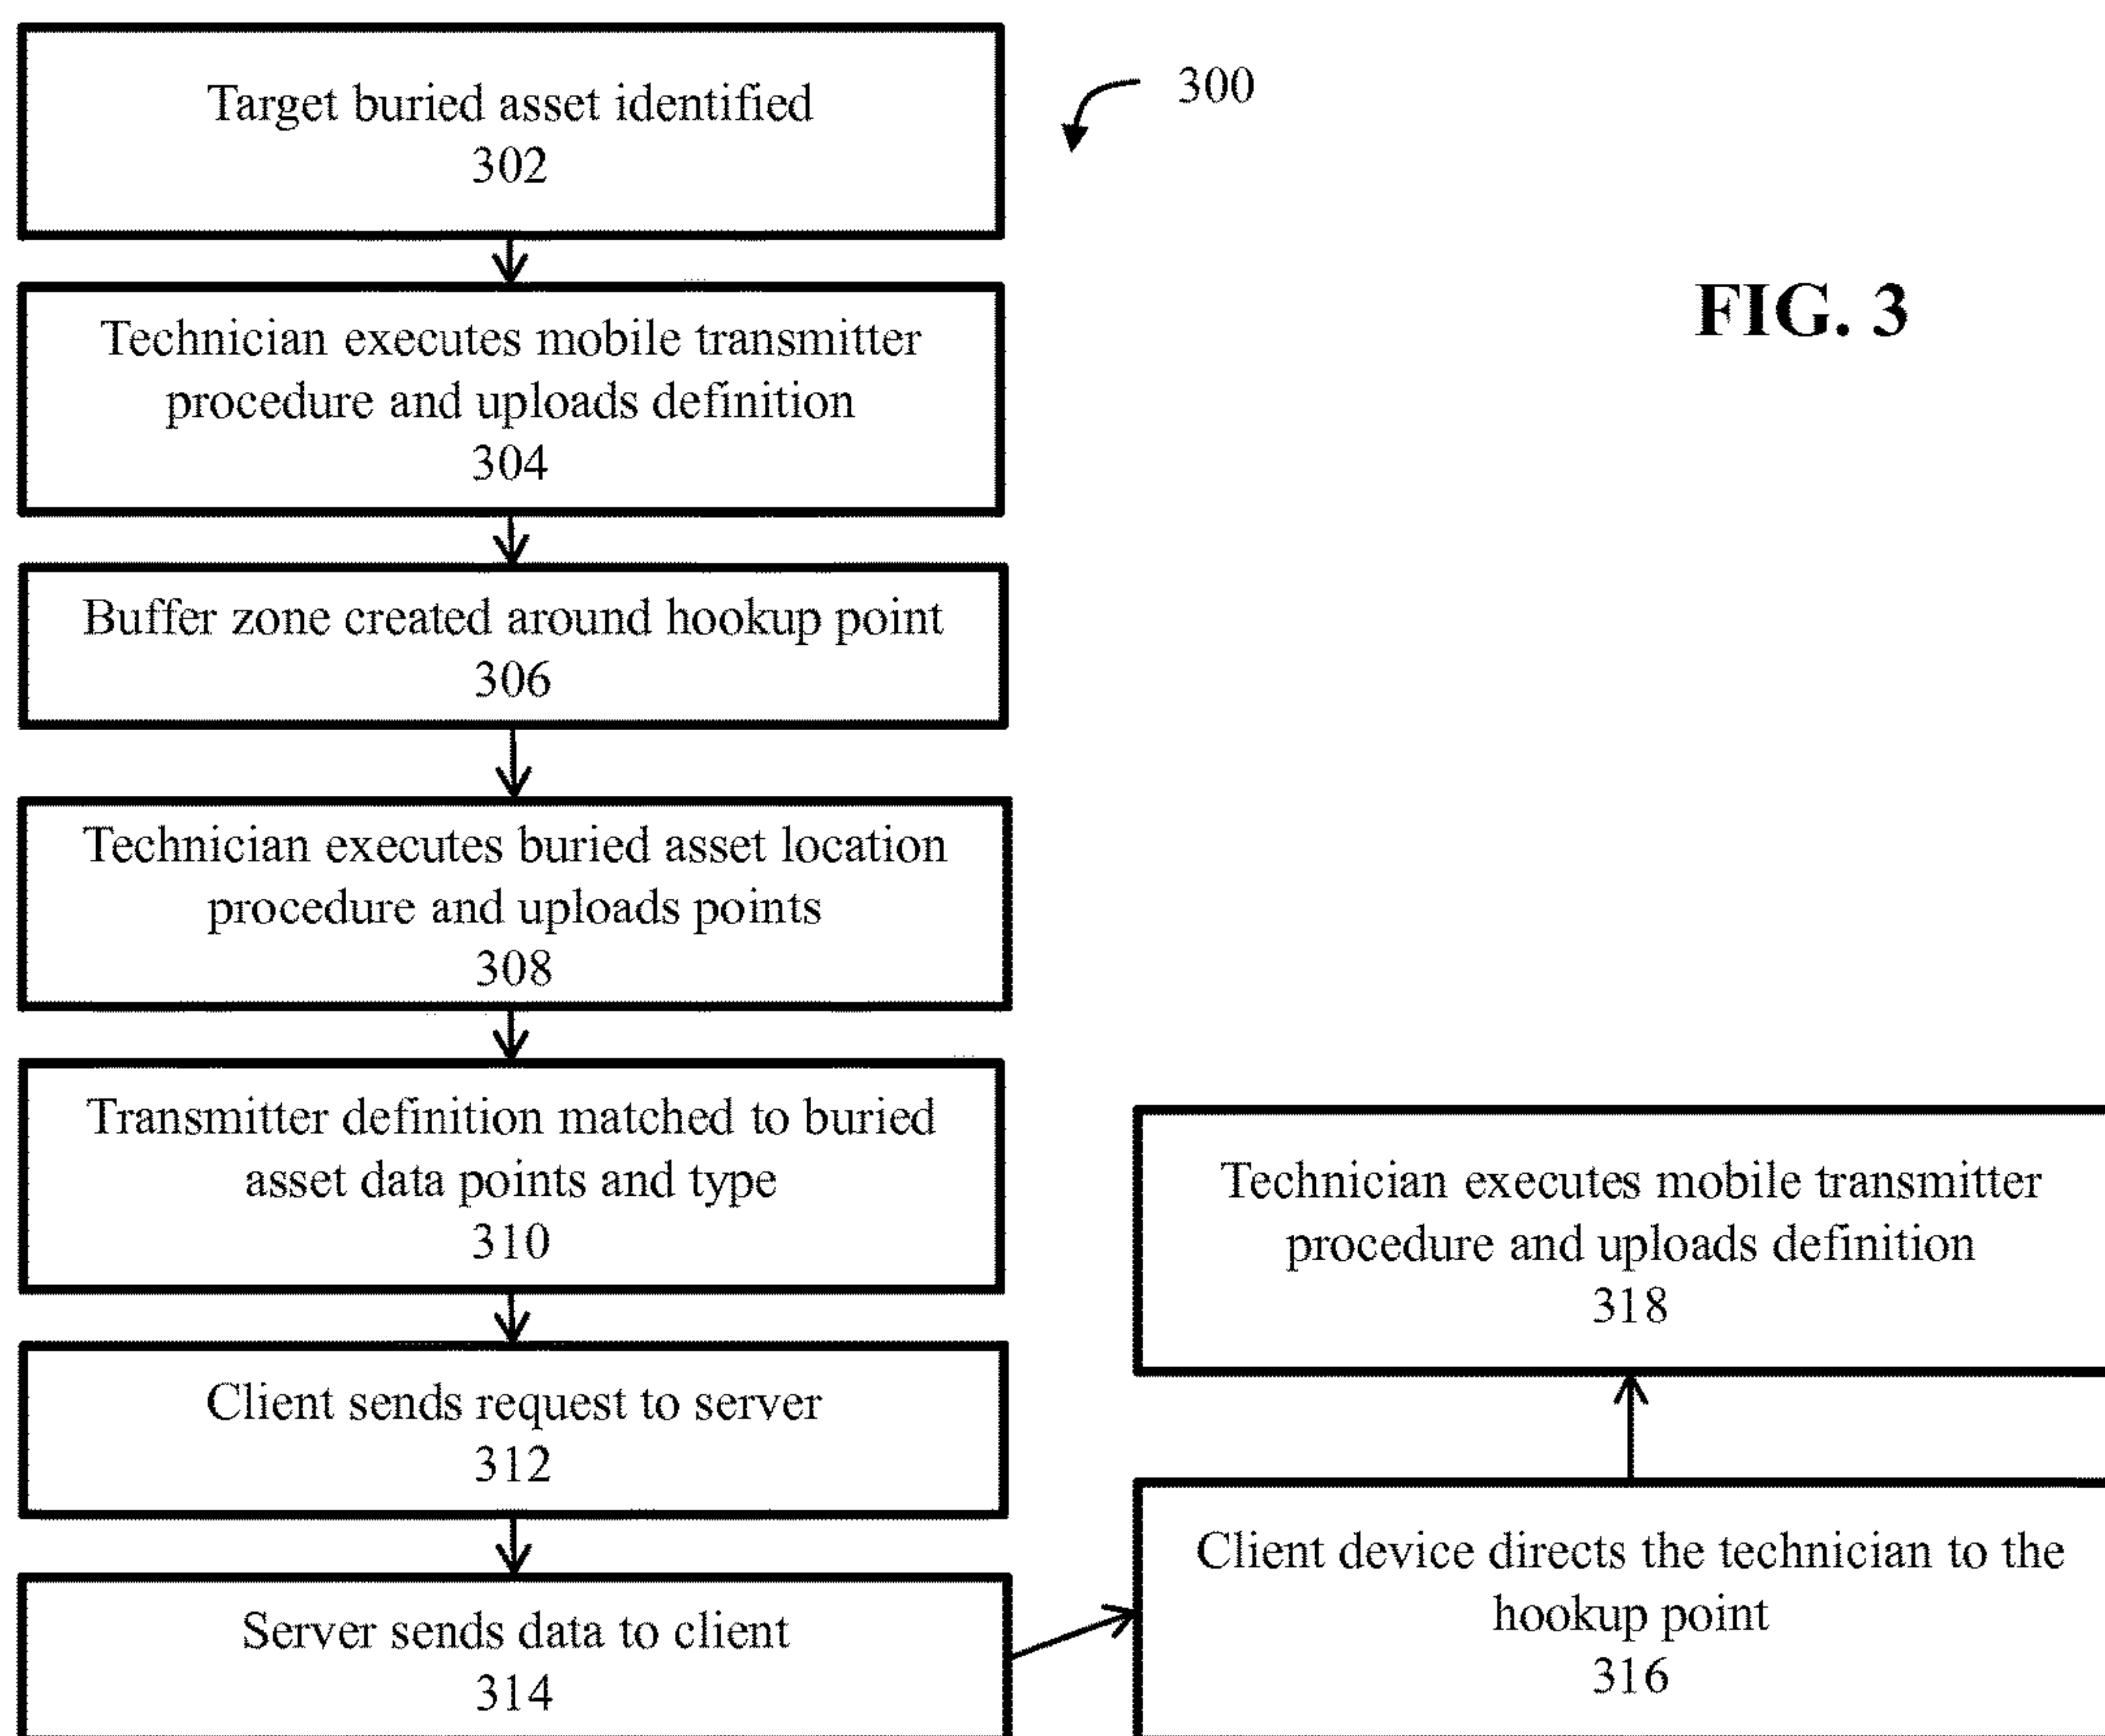 Target buried asset identified
302
300
FIG. 3
Technician executes mobile transmitter
procedure and uploads definition
304
Buffer zone created around hookup point
306
Technician executes buried asset location
procedure and uploads points
308
Transmitter definition matched to buried
asset data points and type
310
Client sends request to server
312
Server sends data to client
314
Client device directs the technician to the
hookup point
316
Technician executes mobile transmitter
procedure and uploads definition
318